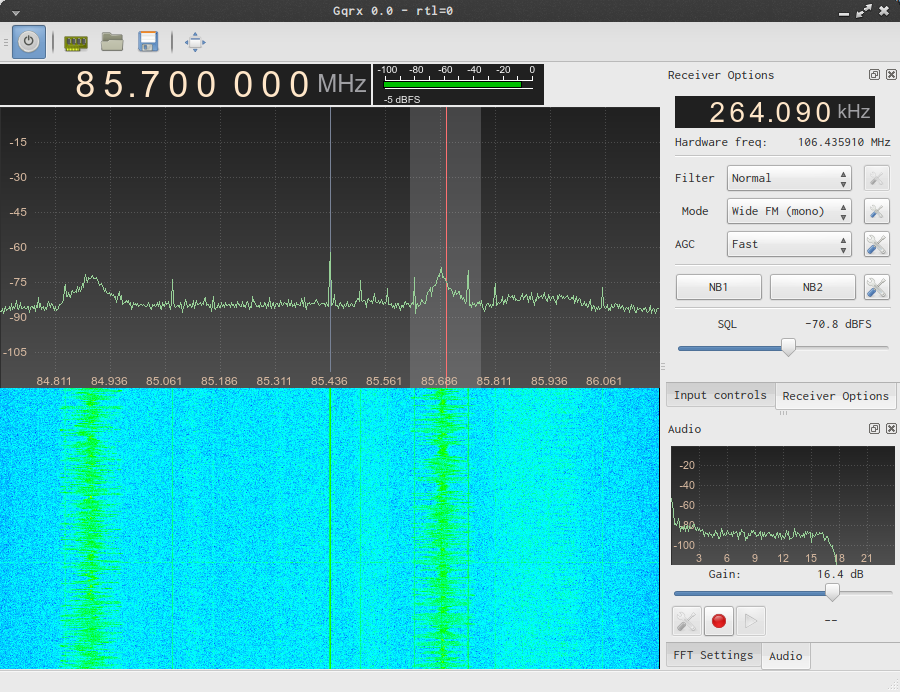 Gqrx 0.0 - rtl=0
85.700 000 MHz
-100 -80 -60 -40 -20 0
-5 dBFS
-15
-30
-45
-60
-75
-90
-105
84.811 84.936 85.061 85.186 85.311 85.436 85.561 85.686 85.811 85.936 86.061
Receiver Options
264.090 kHz
Hardware freq: 106.435910 MHz
Filter Normal
Mode Wide FM (mono)
AGC Fast
NB1 NB2
SQL -70.8 dBFS
Input controls Receiver Options
Audio
-20
-40
-60
-80
-100
3 6 9 12 15 18 21
Gain: 16.4 dB
--
FFT Settings Audio